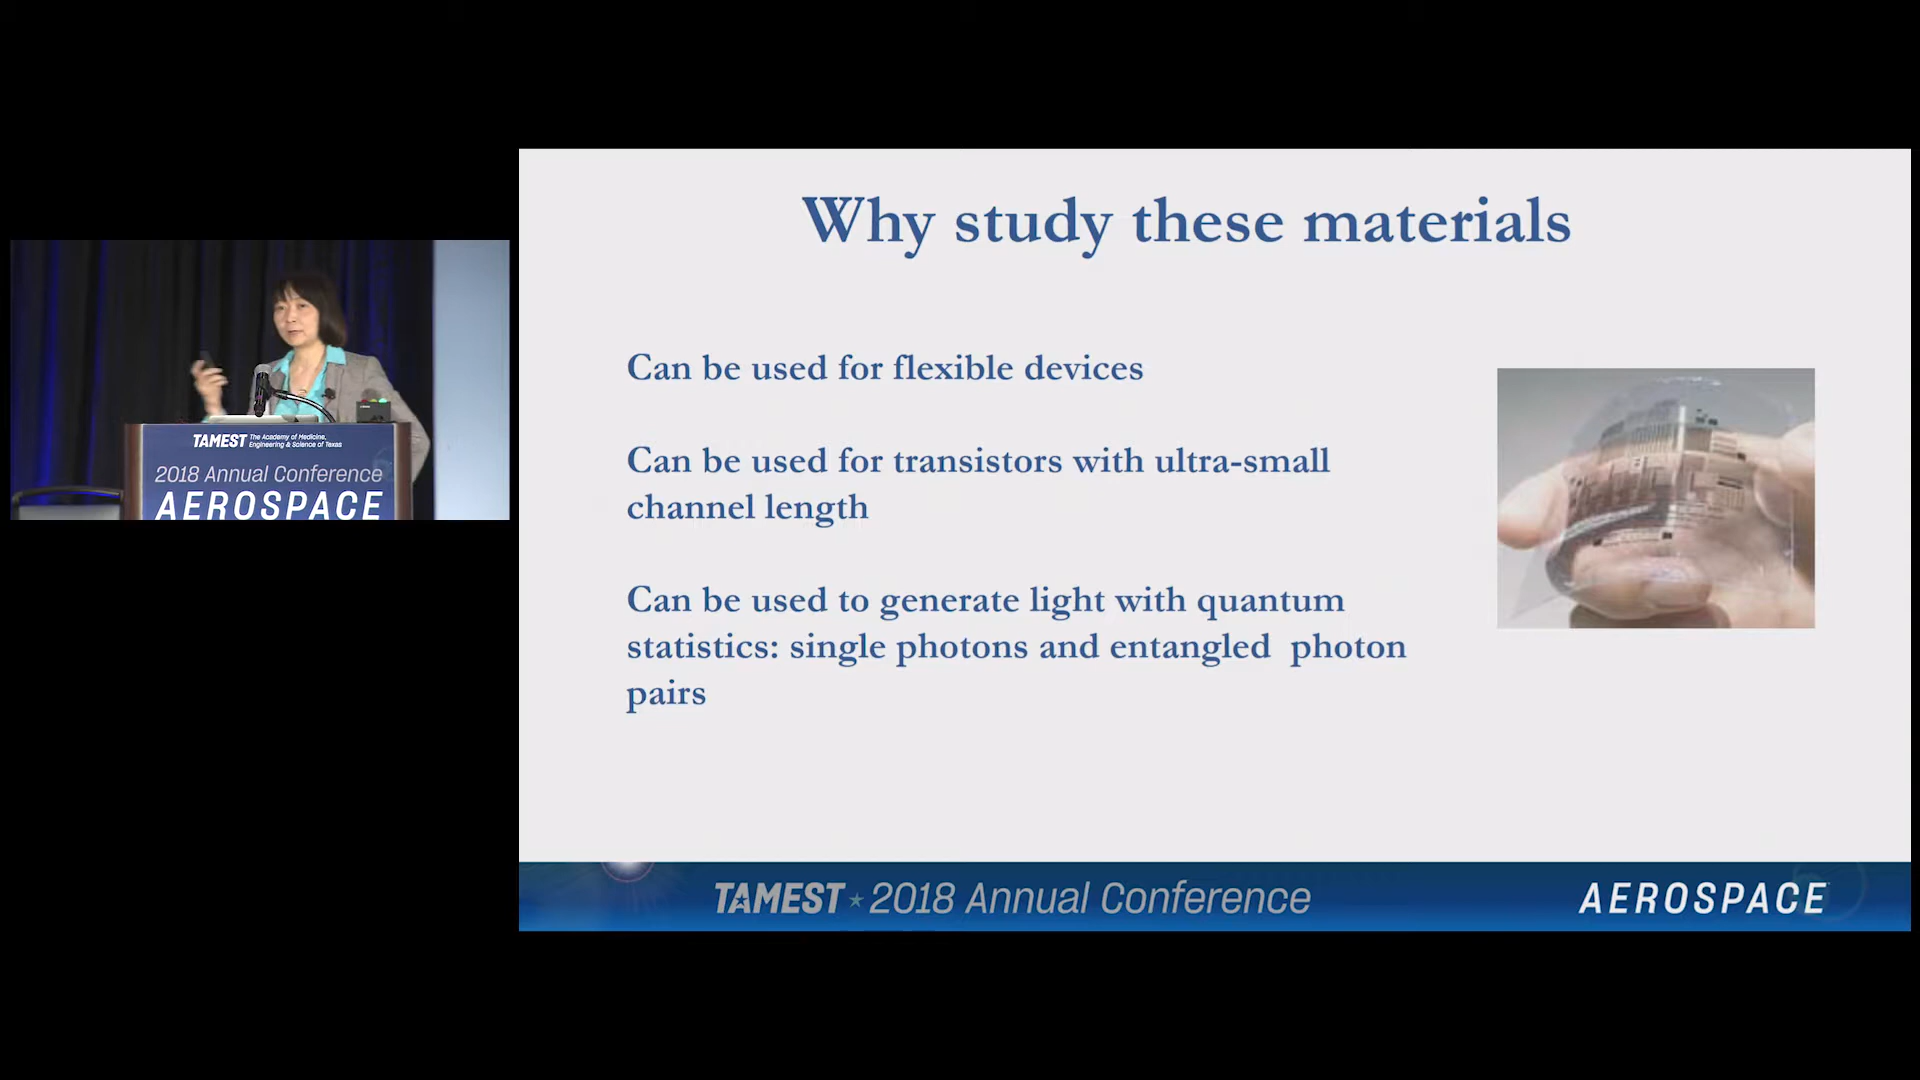 TAMEST The Academy of Medicine,
Engineering & Science of Texas
2018 Annual Conference
AEROSPACE
Why study these materials
Can be used for flexible devices
Can be used for transistors with ultra-small
channel length
Can be used to generate light with quantum
statistics: single photons and entangled photon
pairs
TAMEST ★ 2018 Annual Conference AEROSPACE